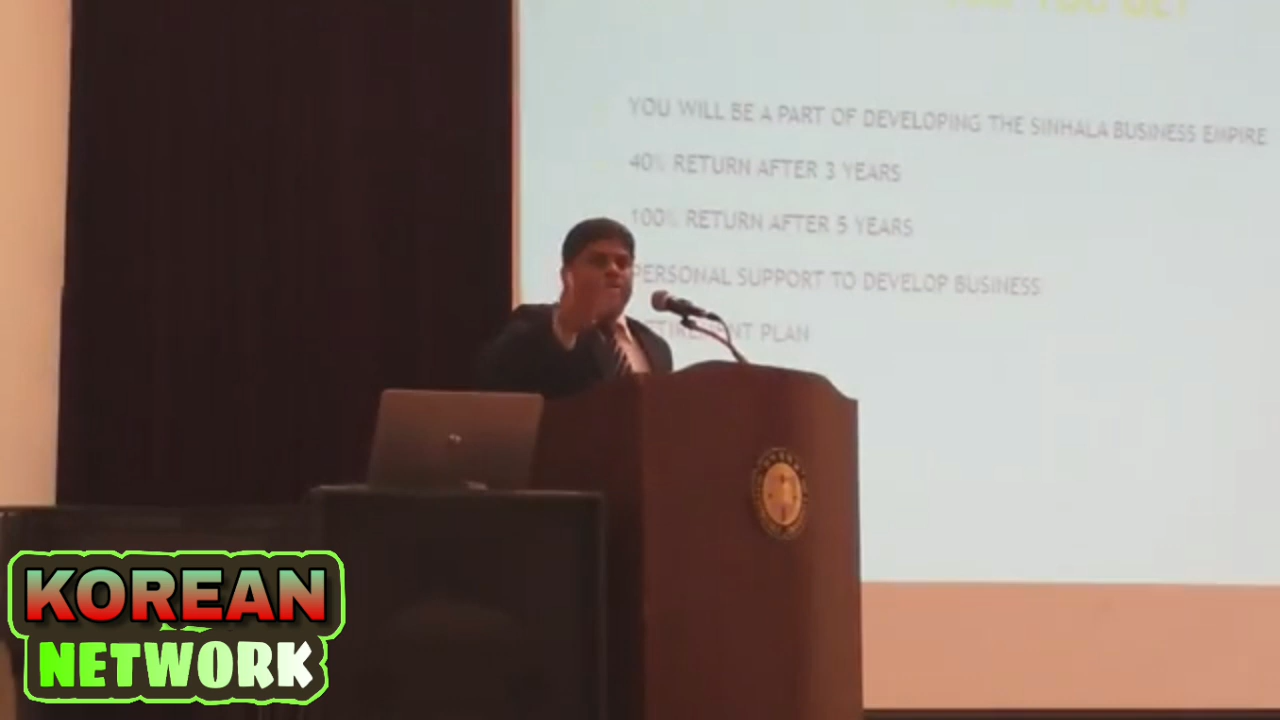 YOU WILL BE A PART OF DEVELOPING THE SINHALA BUSINESS EMPIRE
40% RETURN AFTER 3 YEARS
100% RETURN AFTER 5 YEARS
PERSONAL SUPPORT TO DEVELOP BUSINESS
PLAN
KOREAN
NETWORK